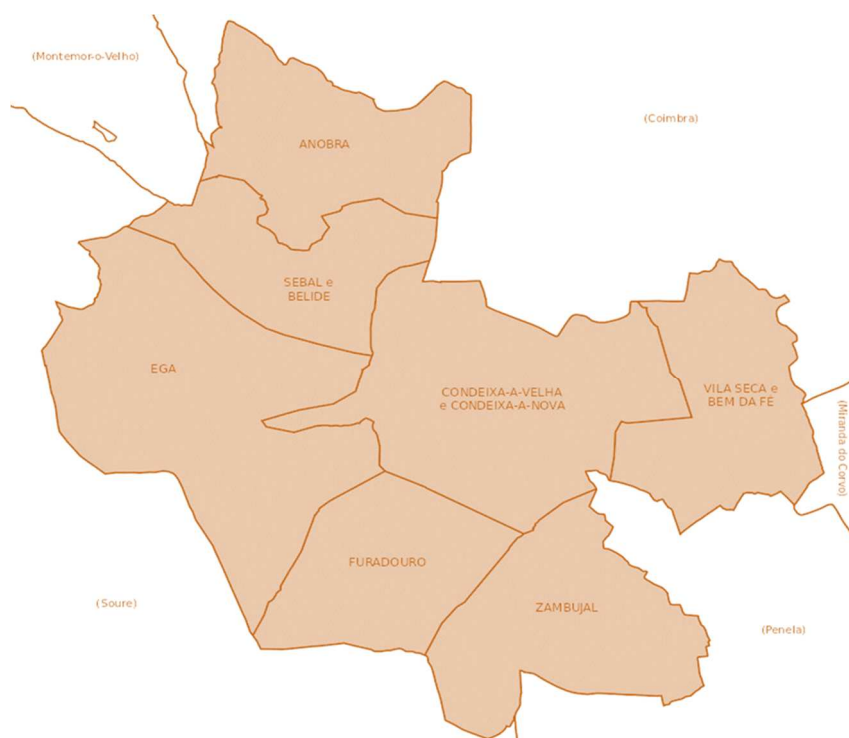 (Montemor-o-Velho)
(Coimbra)
ANOBRA
SEBAL e
BELIDE
EGA
CONDEIXA-A-VELHA
e CONDEIXA-A-NOVA
VILA SECA e
BEM DA FÉ
(Miranda do Corvo)
FURADOURO
(Soure)
ZAMBUJAL
(Penela)